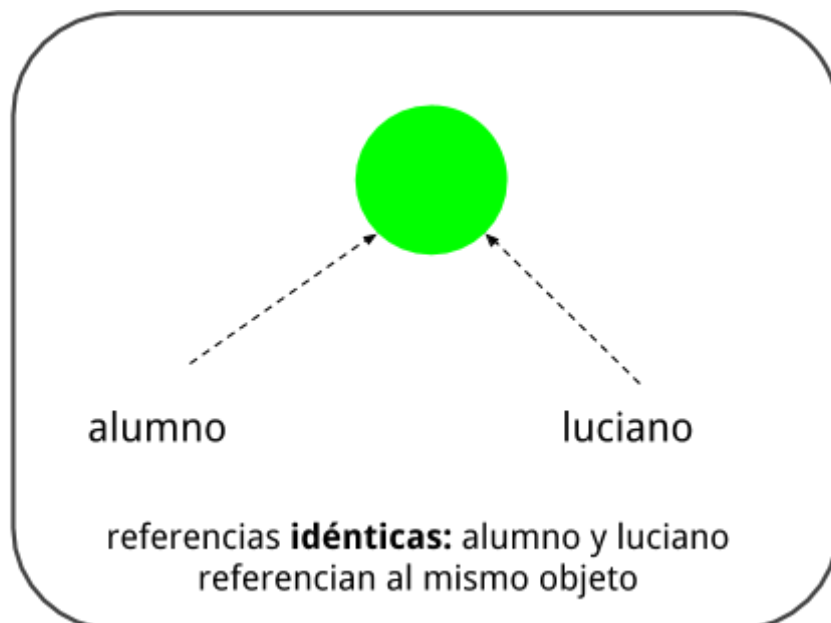 alumno
luciano
referencias idénticas: alumno y luciano
referencian al mismo objeto